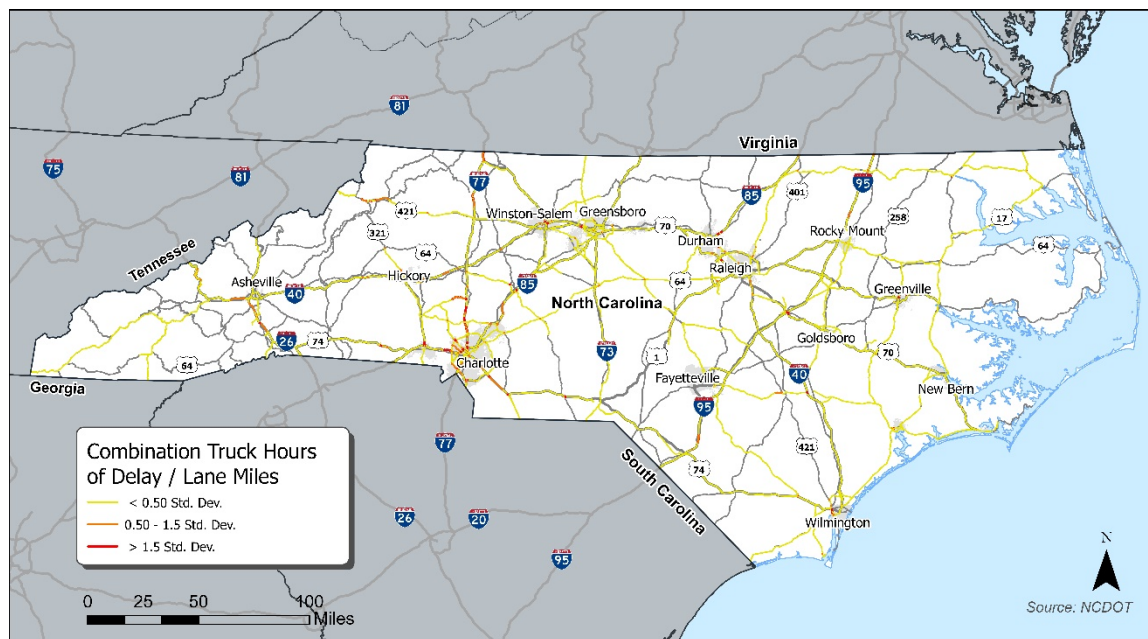 81
75
81
Virginia
77
85
401
95
421
258
17
Winston-Salem
Greensboro
321
70
Durham
Rocky Mount
64
64
Tennessee
Hickory
Raleigh
Asheville
40
85
64
Greenville
North Carolina
26
74
Goldsboro
64
Charlotte
73
1
70
Georgia
Fayetteville
40
New Bern
95
Combination Truck Hours
of Delay / Lane Miles
< 0.50 Std. Dev.
0.50 - 1.5 Std. Dev.
> 1.5 Std. Dev.
77
421
South Carolina
74
26
20
Wilmington
95
N
0 25 50 100
Miles
Source: NCDOT